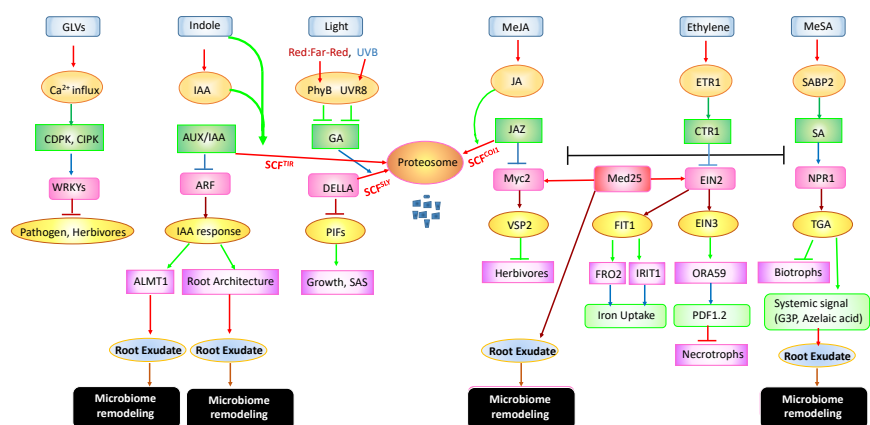 GLVs
Indole
Light
MeJA
Ethylene
MeSA
Red:Far-Red, UVB
Ca2+ influx
IAA
PhyB UVR8
JA
ETR1
SABP2
CDPK, CIPK
AUX/IAA
GA
Proteosome
JAZ
CTR1
SA
SCFTIR
SCFSLY
SCFCOI1
WRKYs
ARF
DELLA
Myc2
Med25
EIN2
NPR1
Pathogen, Herbivores
IAA response
PIFs
VSP2
FIT1
EIN3
TGA
ALMT1
Root Architecture
Growth, SAS
Herbivores
FRO2
IRIT1
ORA59
Biotrophs
Iron Uptake
PDF1.2
Systemic signal
(G3P, Azelaic acid)
Root Exudate
Root Exudate
Root Exudate
Necrotrophs
Root Exudate
Microbiome
remodeling
Microbiome
remodeling
Microbiome
remodeling
Microbiome
remodeling